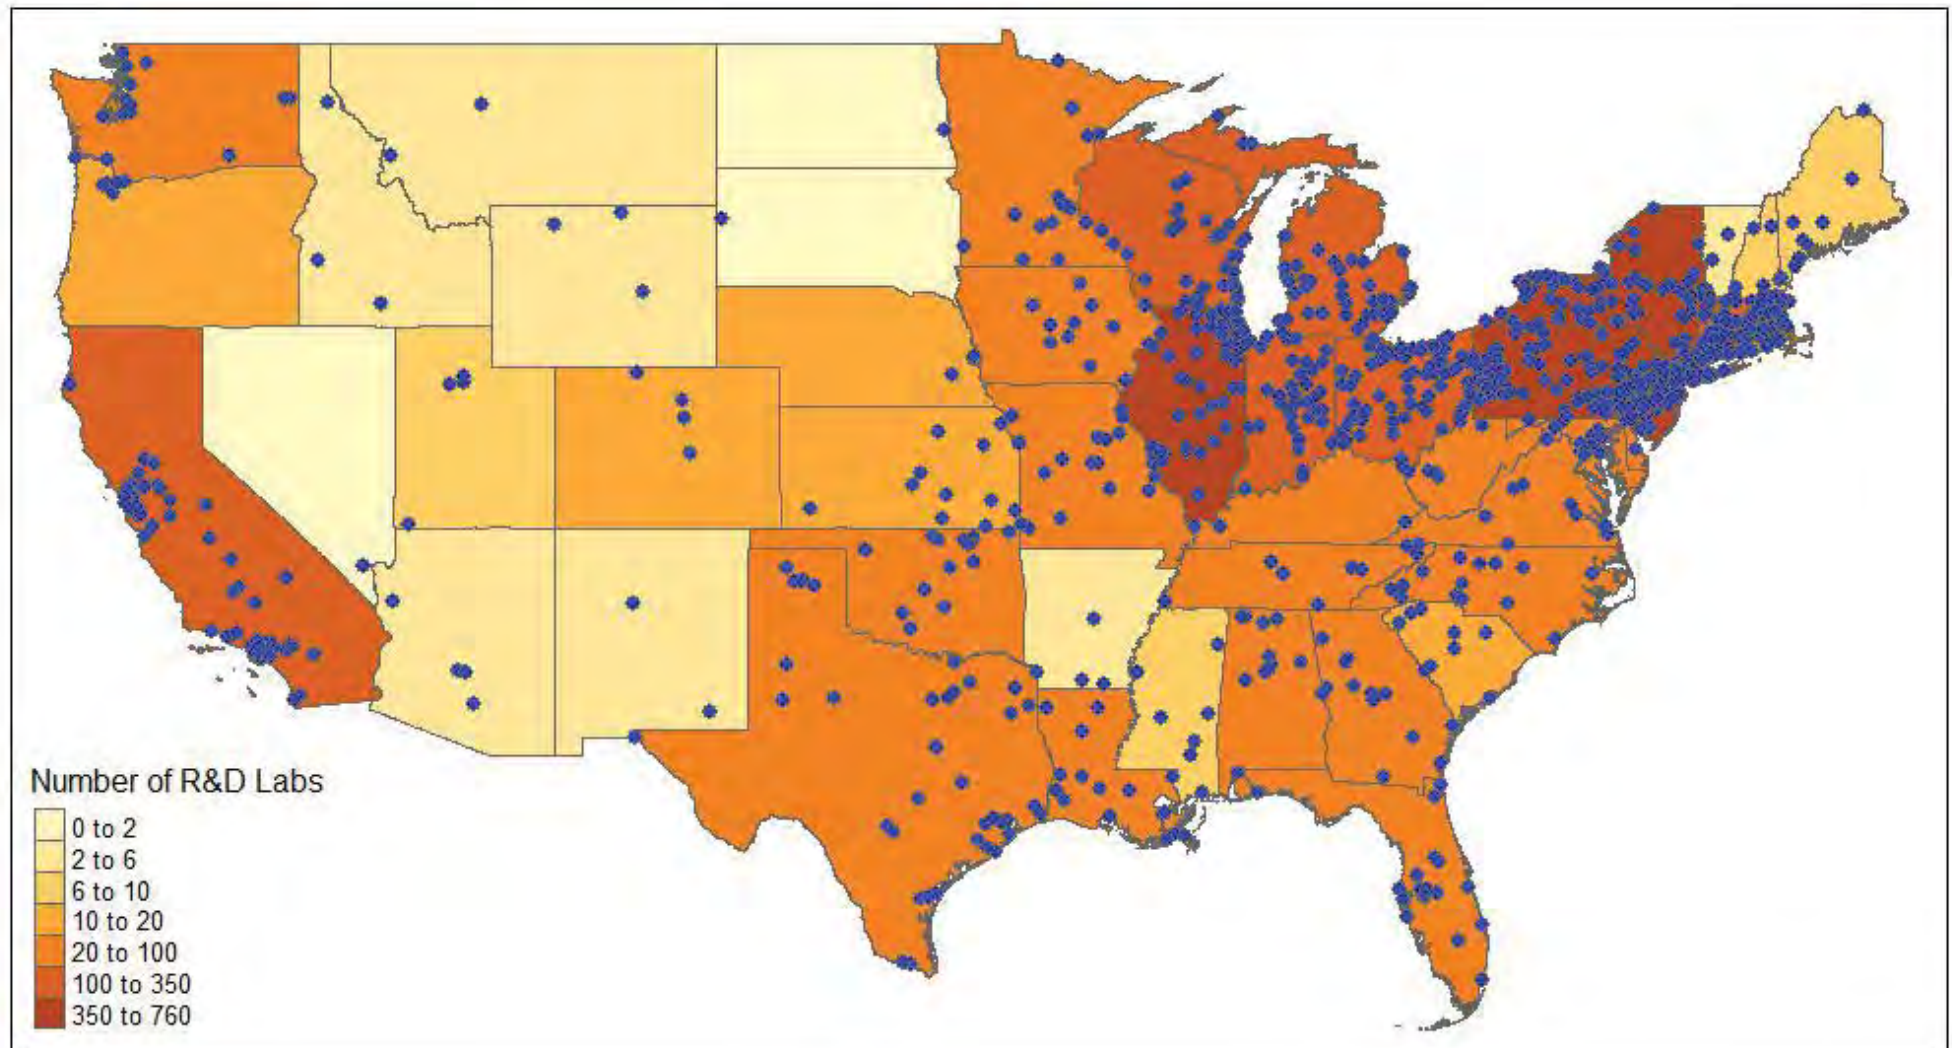 Number of R&D Labs
0 to 2
2 to 6
6 to 10
10 to 20
20 to 100
100 to 350
350 to 760